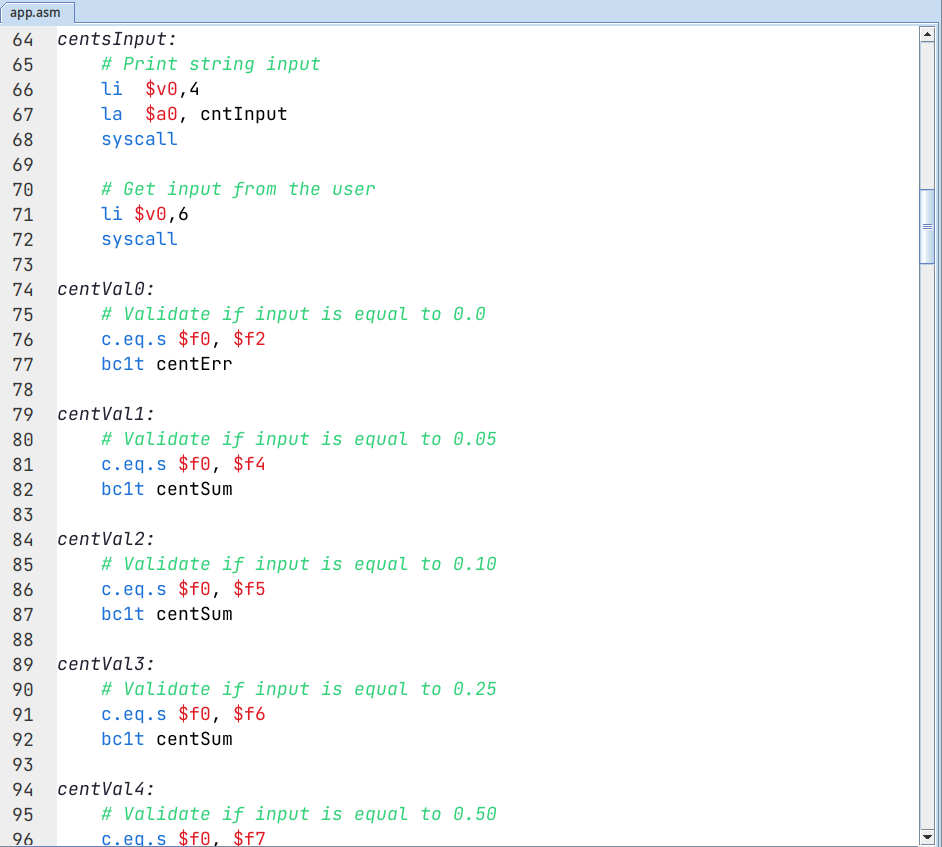 app.asm
64 centsInput:
65 # Print string input
66 li $v0,4
67 la $a0, cntInput
68 syscall
69
70 # Get input from the user
71 li $v0,6
72 syscall
73
74 centVal0:
75 # Validate if input is equal to 0.0
76 c.eq.s $f0, $f2
77 bc1t centErr
78
79 centVal1:
80 # Validate if input is equal to 0.05
81 c.eq.s $f0, $f4
82 bc1t centSum
83
84 centVal2:
85 # Validate if input is equal to 0.10
86 c.eq.s $f0, $f5
87 bc1t centSum
88
89 centVal3:
90 # Validate if input is equal to 0.25
91 c.eq.s $f0, $f6
92 bc1t centSum
93
94 centVal4:
95 # Validate if input is equal to 0.50
96 c.eq.s $f0, $f7